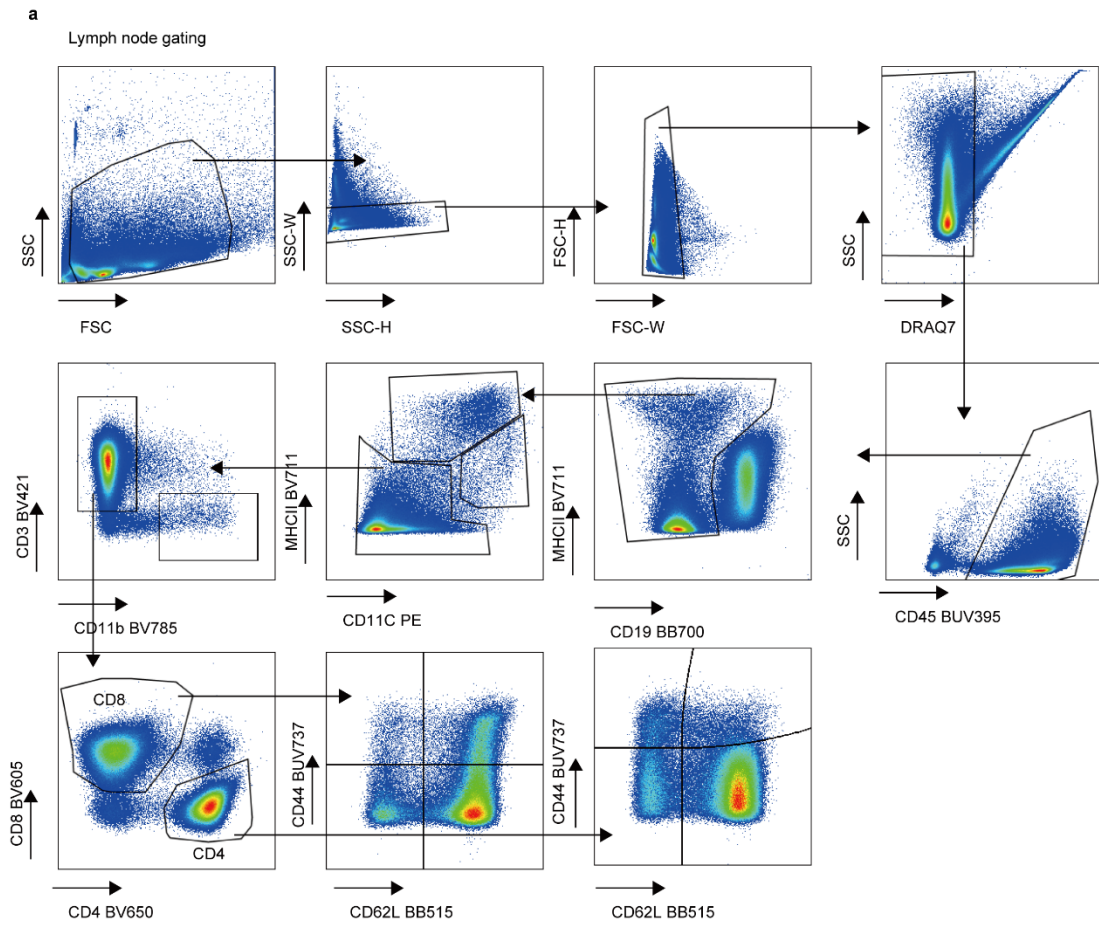 a
Lymph node gating
SSC
FSC
SSC-W
SSC-H
FSC-H
FSC-W
SSC
DRAQ7
CD3 BV421
CD11b BV785
MHCII BV711
CD11C PE
MHCII BV711
CD19 BB700
SSC
CD45 BUV395
CD8
CD4
CD8 BV605
CD4 BV650
CD44 BUV737
CD62L BB515
CD44 BUV737
CD62L BB515